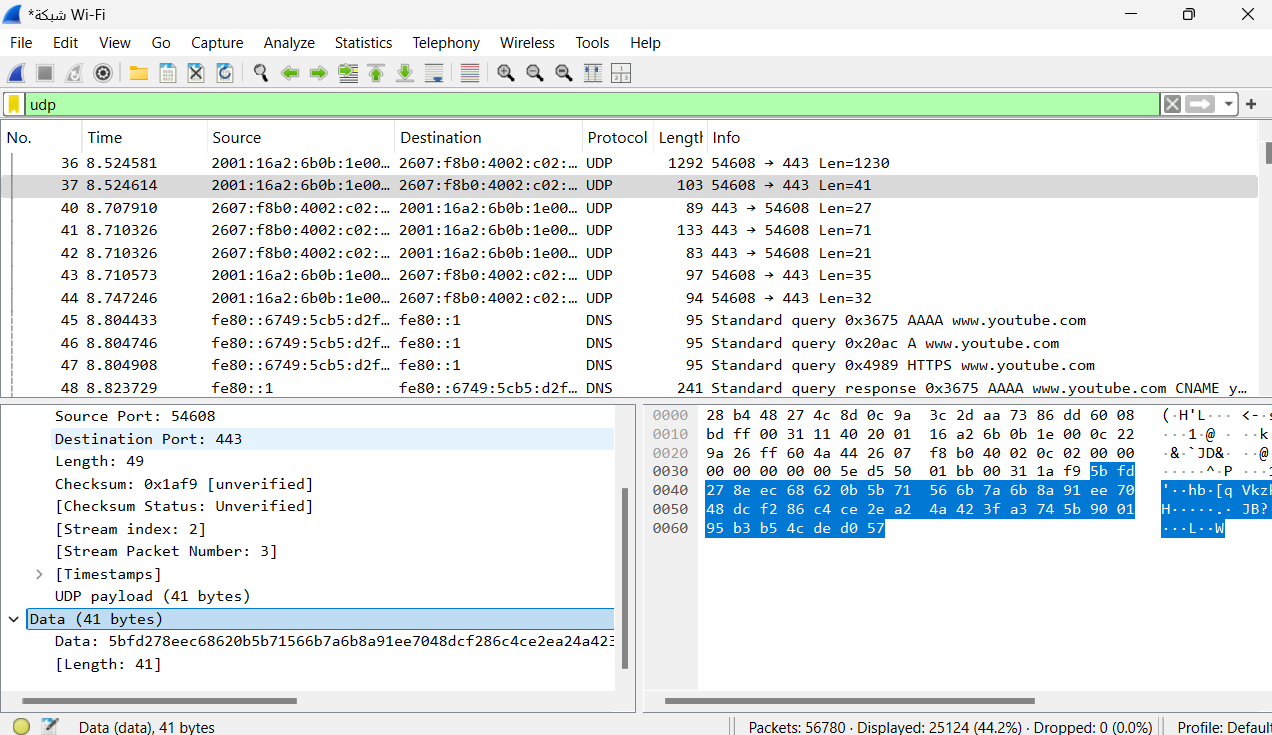 *شبكة Wi-Fi
File Edit View Go Capture Analyze Statistics Telephony Wireless Tools Help
udp
No. Time Source Destination Protocol Length Info
36 8.524581 2001:16a2:6b0b:1e00… 2607:f8b0:4002:c02:… UDP 1292 54608 → 443 Len=1230
37 8.524614 2001:16a2:6b0b:1e00… 2607:f8b0:4002:c02:… UDP 103 54608 → 443 Len=41
40 8.707910 2607:f8b0:4002:c02:… 2001:16a2:6b0b:1e00… UDP 89 443 → 54608 Len=27
41 8.710326 2607:f8b0:4002:c02:… 2001:16a2:6b0b:1e00… UDP 133 443 → 54608 Len=71
42 8.710326 2607:f8b0:4002:c02:… 2001:16a2:6b0b:1e00… UDP 83 443 → 54608 Len=21
43 8.710573 2001:16a2:6b0b:1e00… 2607:f8b0:4002:c02:… UDP 97 54608 → 443 Len=35
44 8.747246 2001:16a2:6b0b:1e00… 2607:f8b0:4002:c02:… UDP 94 54608 → 443 Len=32
45 8.804433 fe80::6749:5cb5:d2f… fe80::1 DNS 95 Standard query 0x3675 AAAA www.youtube.com
46 8.804746 fe80::6749:5cb5:d2f… fe80::1 DNS 95 Standard query 0x20ac A www.youtube.com
47 8.804908 fe80::6749:5cb5:d2f… fe80::1 DNS 95 Standard query 0x4989 HTTPS www.youtube.com
48 8.823729 fe80::1 fe80::6749:5cb5:d2f… DNS 241 Standard query response 0x3675 AAAA www.youtube.com CNAME y…
Source Port: 54608
Destination Port: 443
Length: 49
Checksum: 0x1af9 [unverified]
[Checksum Status: Unverified]
[Stream index: 2]
[Stream Packet Number: 3]
[Timestamps]
UDP payload (41 bytes)
Data (41 bytes)
Data: 5bfd278eec68620b5b71566b7a6b8a91ee7048dcf286c4ce2ea24a423
[Length: 41]
0000 28 b4 48 27 4c 8d 0c 9a 3c 2d aa 73 86 dd 60 08 (·H'L··· <-·s
0010 bd ff 00 31 11 40 20 01 16 a2 6b 0b 1e 00 0c 22 ···1·@ · ··k
0020 9a 26 ff 60 4a 44 26 07 f8 b0 40 02 0c 02 00 00 ·&·`JD&· ··@
0030 00 00 00 00 00 5e d5 50 01 bb 00 31 1a f9 5b fd ·····^·P ···1
0040 27 8e ec 68 62 0b 5b 71 56 6b 7a 6b 8a 91 ee 70 '··hb·[q Vkzk
0050 48 dc f2 86 c4 ce 2e a2 4a 42 3f a3 74 5b 90 01 H·····.· JB?·
0060 95 b3 b5 4c de d0 57 ···L··W
Data (data), 41 bytes Packets: 56780 · Displayed: 25124 (44.2%) · Dropped: 0 (0.0%) Profile: Default